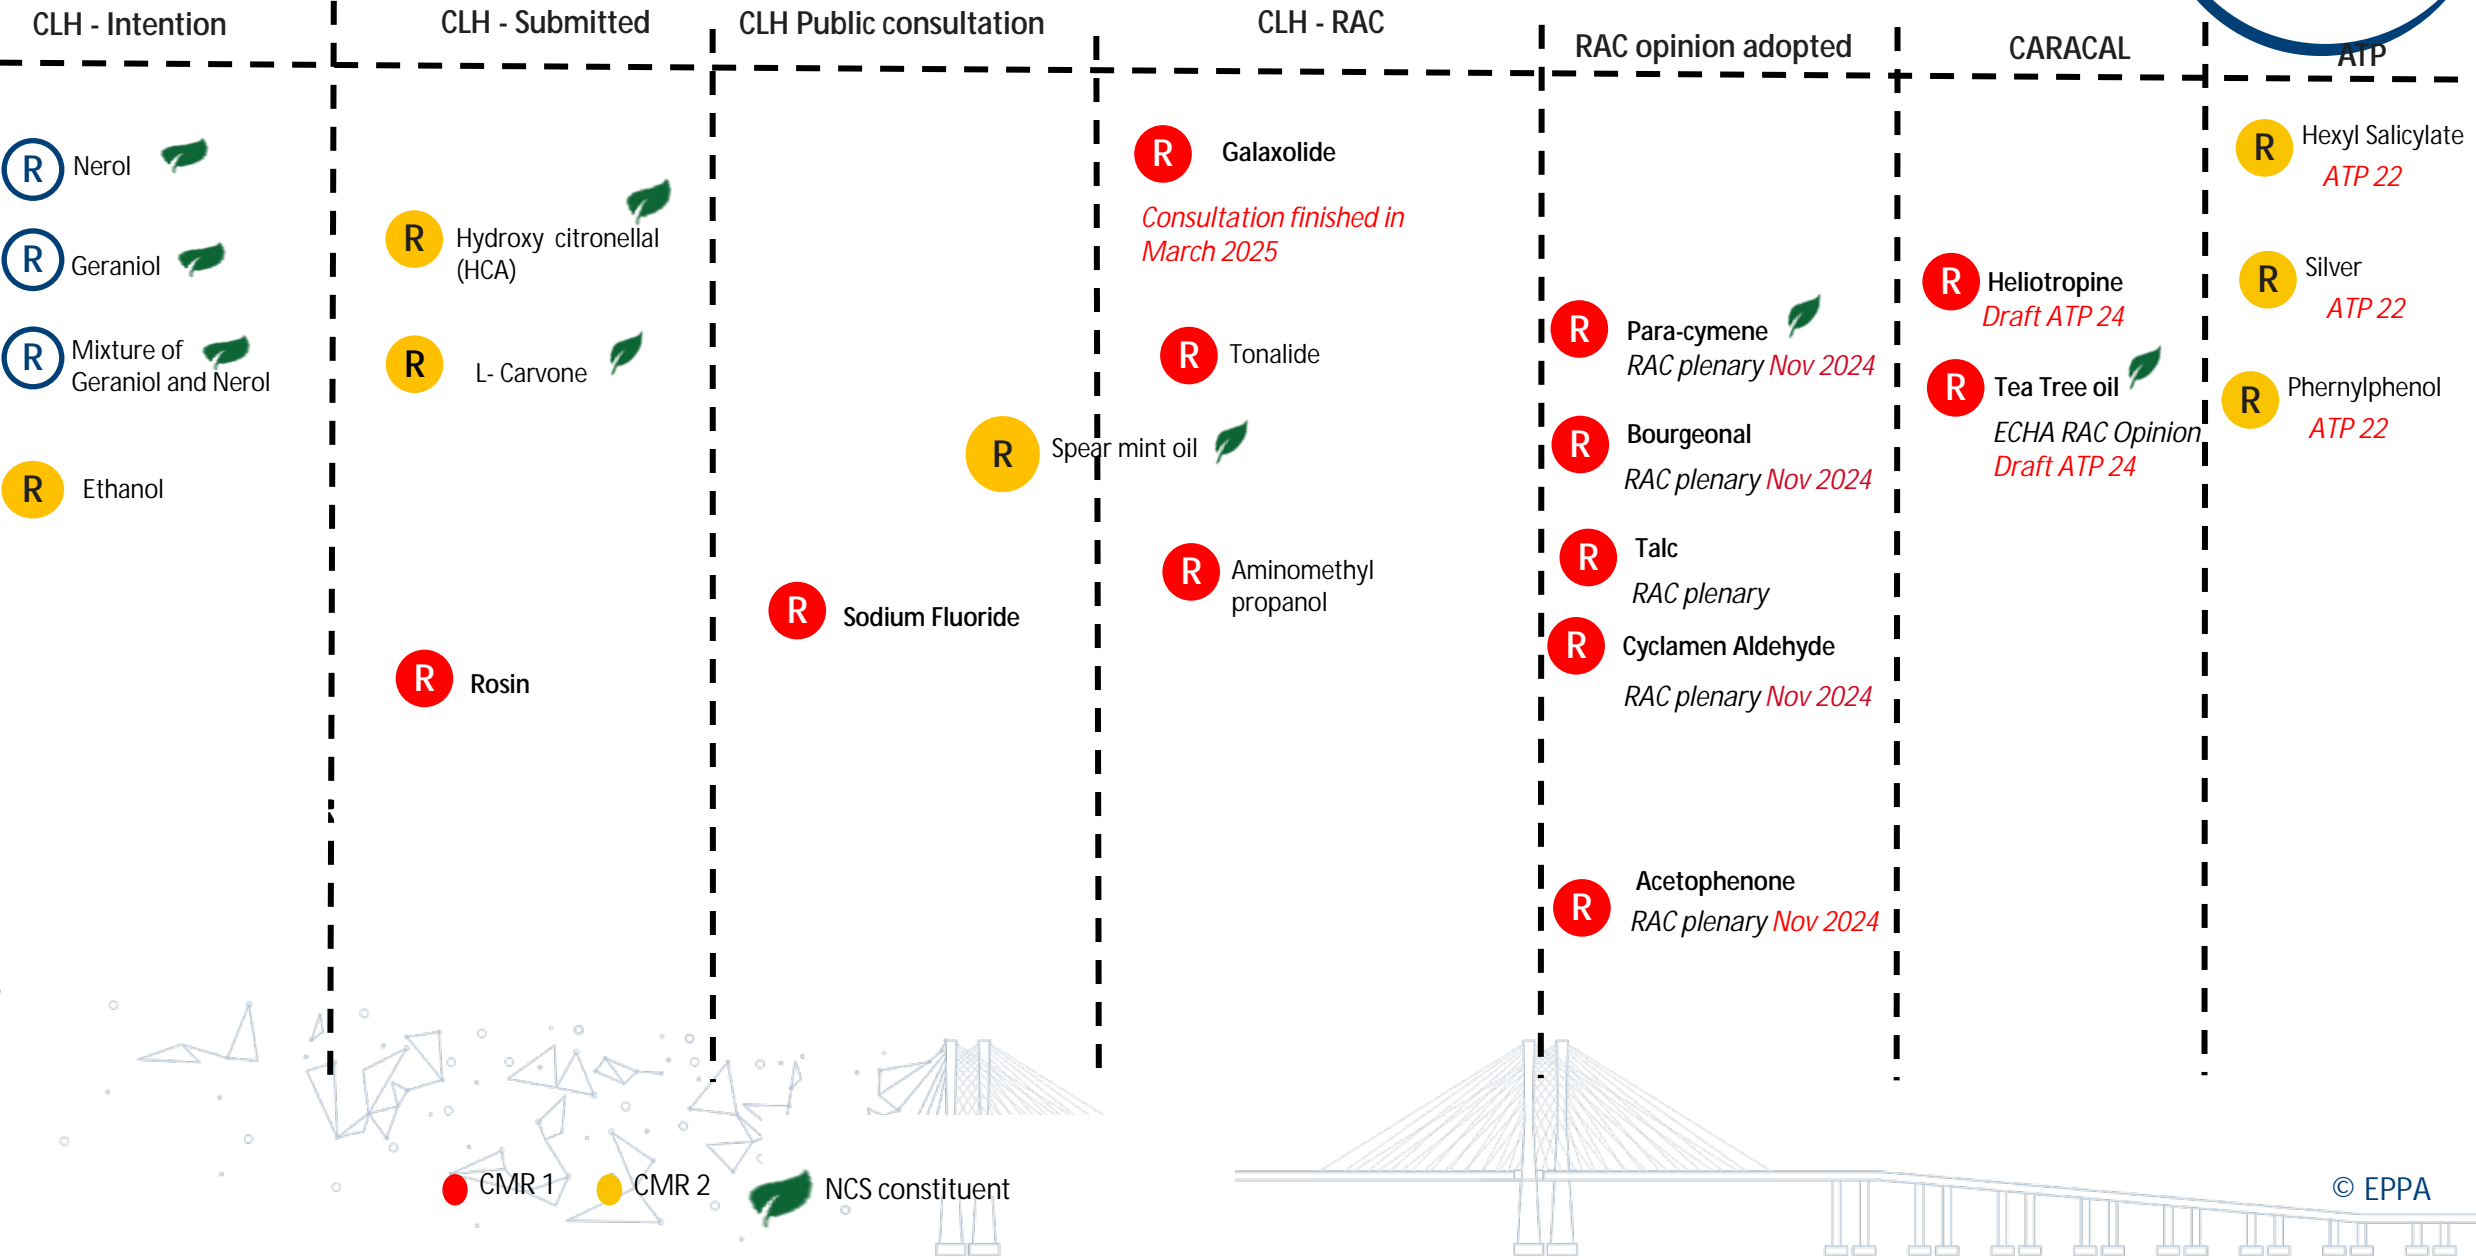 CLH - Intention
CLH - Submitted
CLH Public consultation
CLH - RAC
RAC opinion adopted
CARACAL
ATP
R Nerol
R Geraniol
R Mixture of
Geraniol and Nerol
R Ethanol
R Hydroxy citronellal
(HCA)
R L- Carvone
R Rosin
R Spear mint oil
R Sodium Fluoride
R Galaxolide
Consultation finished in
March 2025
R Tonalide
R Aminomethyl
propanol
R Para-cymene
RAC plenary Nov 2024
R Bourgeonal
RAC plenary Nov 2024
R Talc
RAC plenary
R Cyclamen Aldehyde
RAC plenary Nov 2024
R Acetophenone
RAC plenary Nov 2024
R Heliotropine
Draft ATP 24
R Tea Tree oil
ECHA RAC Opinion
Draft ATP 24
R Hexyl Salicylate
ATP 22
R Silver
ATP 22
R Phernylphenol
ATP 22
CMR 1
CMR 2
NCS constituent
© EPPA